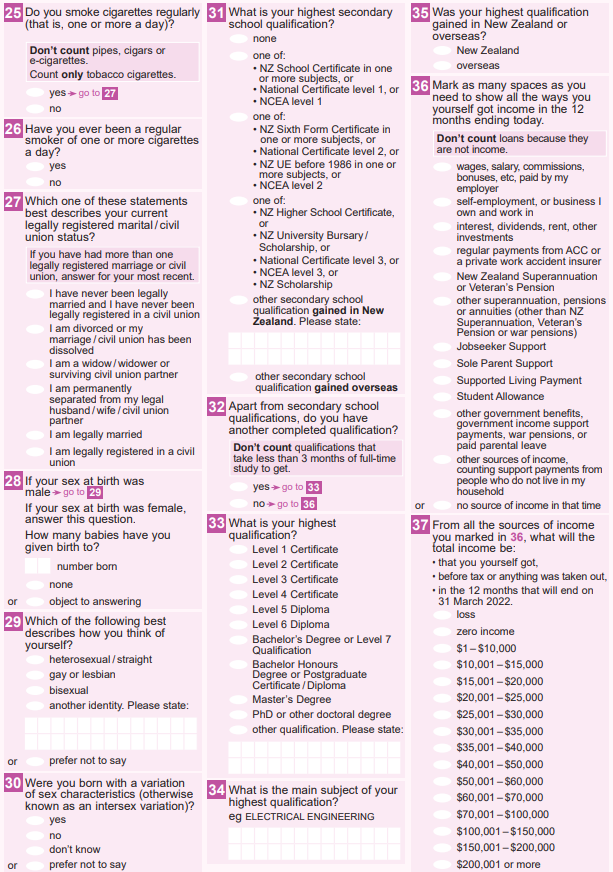 25 Do you smoke cigarettes regularly
(that is, one or more a day)?
Don't count pipes, cigars or
e-cigarettes.
Count only tobacco cigarettes.
yes go to 27
no
26 Have you ever been a regular
smoker of one or more cigarettes
a day?
yes
no
27 Which one of these statements
best describes your current
legally registered marital / civil
union status?
If you have had more than one
legally registered marriage or civil
union, answer for your most recent.
I have never been legally
married and I have never been
legally registered in a civil union
I am divorced or my
marriage / civil union has been
dissolved
I am a widow / widower or
surviving civil union partner
I am permanently
separated from my legal
husband / wife / civil union
partner
I am legally married
I am legally registered in a civil
union
28 If your sex at birth was
male go to 29
If your sex at birth was female,
answer this question.
How many babies have you
given birth to?
number born
none
or object to answering
29 Which of the following best
describes how you think of
yourself?
heterosexual / straight
gay or lesbian
bisexual
another identity. Please state:
or prefer not to say
30 Were you born with a variation
of sex characteristics (otherwise
known as an intersex variation)?
yes
no
don't know
or prefer not to say
31 What is your highest secondary
school qualification?
none
one of:
• NZ School Certificate in one
or more subjects, or
• National Certificate level 1, or
• NCEA level 1
one of:
• NZ Sixth Form Certificate in
one or more subjects, or
• National Certificate level 2, or
• NZ UE before 1986 in one or
more subjects, or
• NCEA level 2
one of:
• NZ Higher School Certificate,
or
• NZ University Bursary /
Scholarship, or
• National Certificate level 3, or
• NCEA level 3, or
• NZ Scholarship
other secondary school
qualification gained in New
Zealand. Please state:
other secondary school
qualification gained overseas
32 Apart from secondary school
qualifications, do you have
another completed qualification?
Don't count qualifications that
take less than 3 months of full-time
study to get.
yes go to 33
no go to 36
33 What is your highest
qualification?
Level 1 Certificate
Level 2 Certificate
Level 3 Certificate
Level 4 Certificate
Level 5 Diploma
Level 6 Diploma
Bachelor's Degree or Level 7
Qualification
Bachelor Honours
Degree or Postgraduate
Certificate / Diploma
Master's Degree
PhD or other doctoral degree
other qualification. Please state:
34 What is the main subject of your
highest qualification?
eg ELECTRICAL ENGINEERING
35 Was your highest qualification
gained in New Zealand or
overseas?
New Zealand
overseas
36 Mark as many spaces as you
need to show all the ways you
yourself got income in the 12
months ending today.
Don't count loans because they
are not income.
wages, salary, commissions,
bonuses, etc, paid by my
employer
self-employment, or business I
own and work in
interest, dividends, rent, other
investments
regular payments from ACC or
a private work accident insurer
New Zealand Superannuation
or Veteran's Pension
other superannuation, pensions
or annuities (other than NZ
Superannuation, Veteran's
Pension or war pensions)
Jobseeker Support
Sole Parent Support
Supported Living Payment
Student Allowance
other government benefits,
government income support
payments, war pensions, or
paid parental leave
other sources of income,
counting support payments from
people who do not live in my
household
or no source of income in that time
37 From all the sources of income
you marked in 36, what will the
total income be:
• that you yourself got,
• before tax or anything was taken out,
• in the 12 months that will end on
31 March 2022.
loss
zero income
$1 – $10,000
$10,001 – $15,000
$15,001 – $20,000
$20,001 – $25,000
$25,001 – $30,000
$30,001 – $35,000
$35,001 – $40,000
$40,001 – $50,000
$50,001 – $60,000
$60,001 – $70,000
$70,001 – $100,000
$100,001 – $150,000
$150,001 – $200,000
$200,001 or more